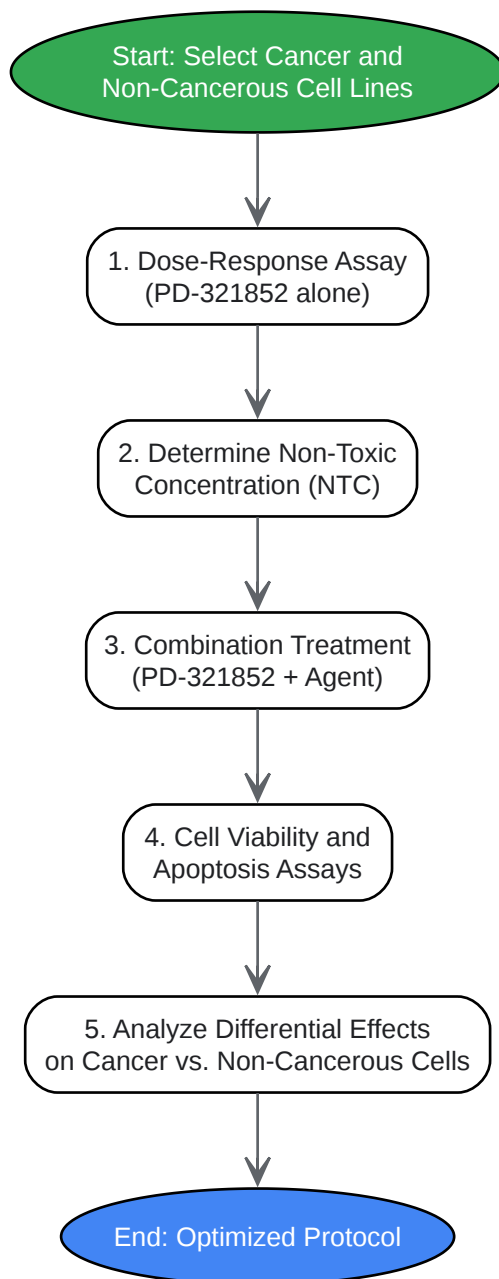 Start: Select Cancer and
Non-Cancerous Cell Lines
1. Dose-Response Assay
(PD-321852 alone)
2. Determine Non-Toxic
Concentration (NTC)
3. Combination Treatment
(PD-321852 + Agent)
4. Cell Viability and
Apoptosis Assays
5. Analyze Differential Effects
on Cancer vs. Non-Cancerous Cells
End: Optimized Protocol